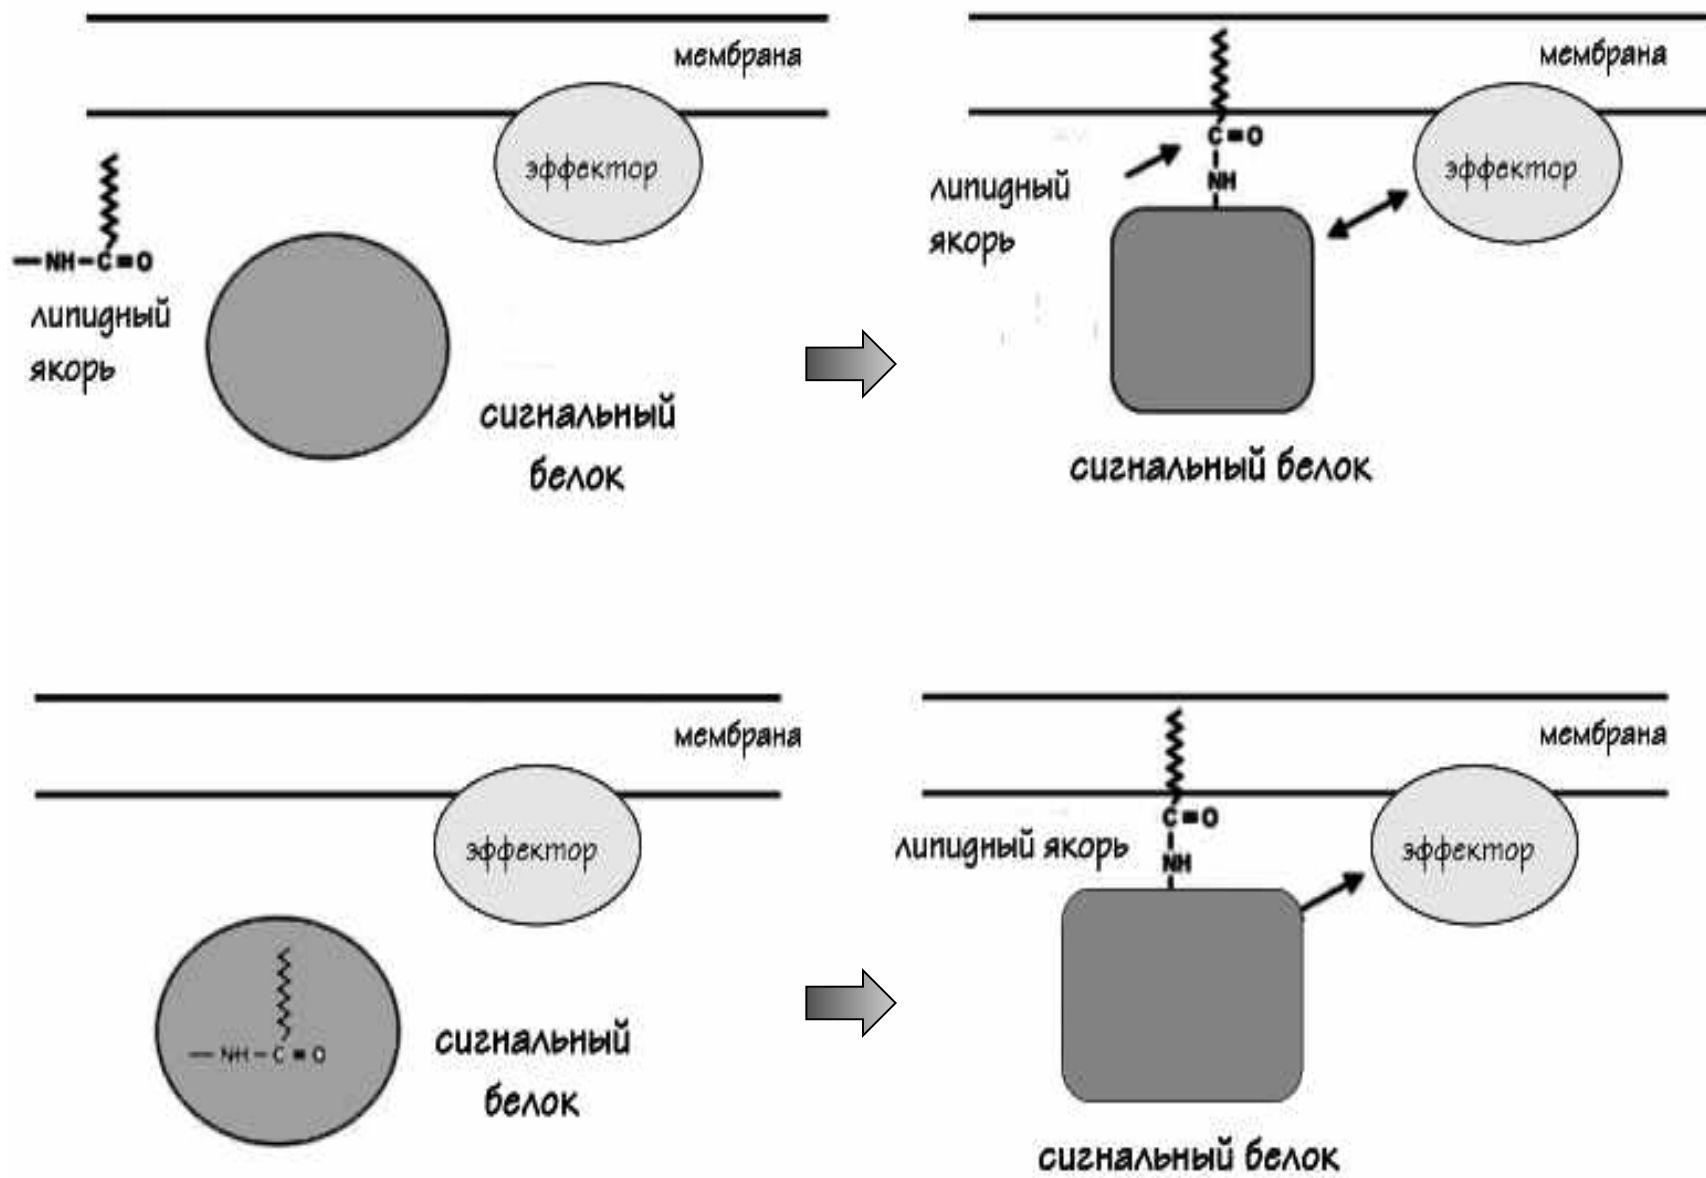 мембрана
эффектор
—NH–C=O
липидный
якорь
сигнальный
белок
мембрана
C=O
NH
эффектор
липидный
якорь
сигнальный белок
мембрана
эффектор
— NH – C = O
сигнальный
белок
мембрана
C=O
липидный якорь
NH
эффектор
сигнальный белок